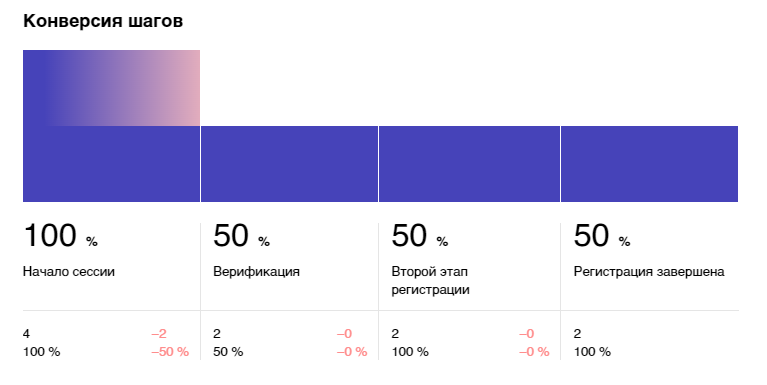 Конверсия шагов
100 % 50 % 50 % 50 %
Начало сессии Верификация Второй этап Регистрация завершена
регистрации
4 –2 2 –0 2 –0 2
100 % –50 % 50 % –0 % 100 % –0 % 100 %